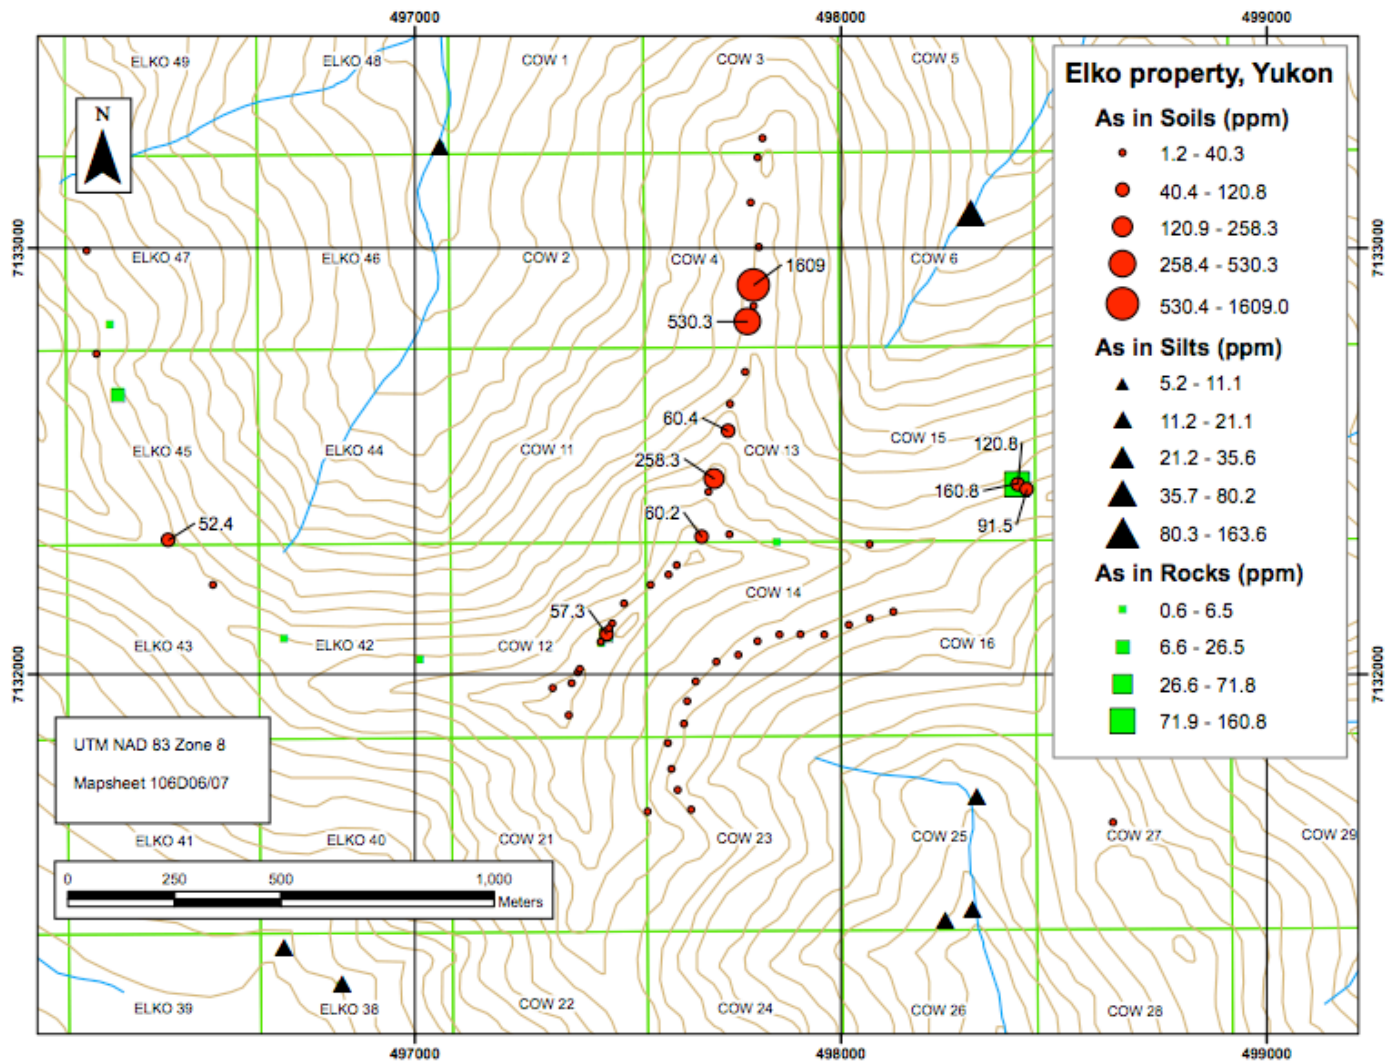 497000 498000 499000
ELKO 49 ELKO 48 COW 1 COW 3 COW 5
Elko property, Yukon
N
As in Soils (ppm)
1.2 - 40.3
40.4 - 120.8
120.9 - 258.3
258.4 - 530.3
530.4 - 1609.0
As in Silts (ppm)
5.2 - 11.1
11.2 - 21.1
21.2 - 35.6
35.7 - 80.2
80.3 - 163.6
As in Rocks (ppm)
0.6 - 6.5
6.6 - 26.5
26.6 - 71.8
71.9 - 160.8
7133000 7133000
ELKO 47 ELKO 46 COW 2 COW 4 COW 6
1609
530.3
60.4
ELKO 45 ELKO 44 COW 11 COW 13 COW 15
258.3
120.8
160.8
91.5
60.2
52.4
57.3
COW 14
ELKO 43 ELKO 42 COW 12 COW 16
7132000 7132000
UTM NAD 83 Zone 8
Mapsheet 106D06/07
ELKO 41 ELKO 40 COW 21 COW 23 COW 25 COW 27 COW 29
0 250 500 1,000
Meters
ELKO 39 ELKO 38 COW 22 COW 24 COW 26 COW 28
497000 498000 499000